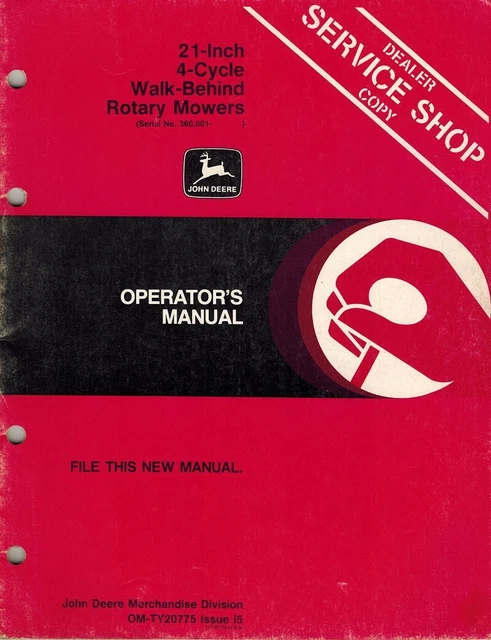 21-Inch
4-Cycle
Walk-Behind
Rotary Mowers
(Serial No. 360,001-          )
DEALER
SERVICE SHOP
COPY
JOHN DEERE
OPERATOR'S
MANUAL
FILE THIS NEW MANUAL.
John Deere Merchandise Division
OM-TY20775 Issue I5